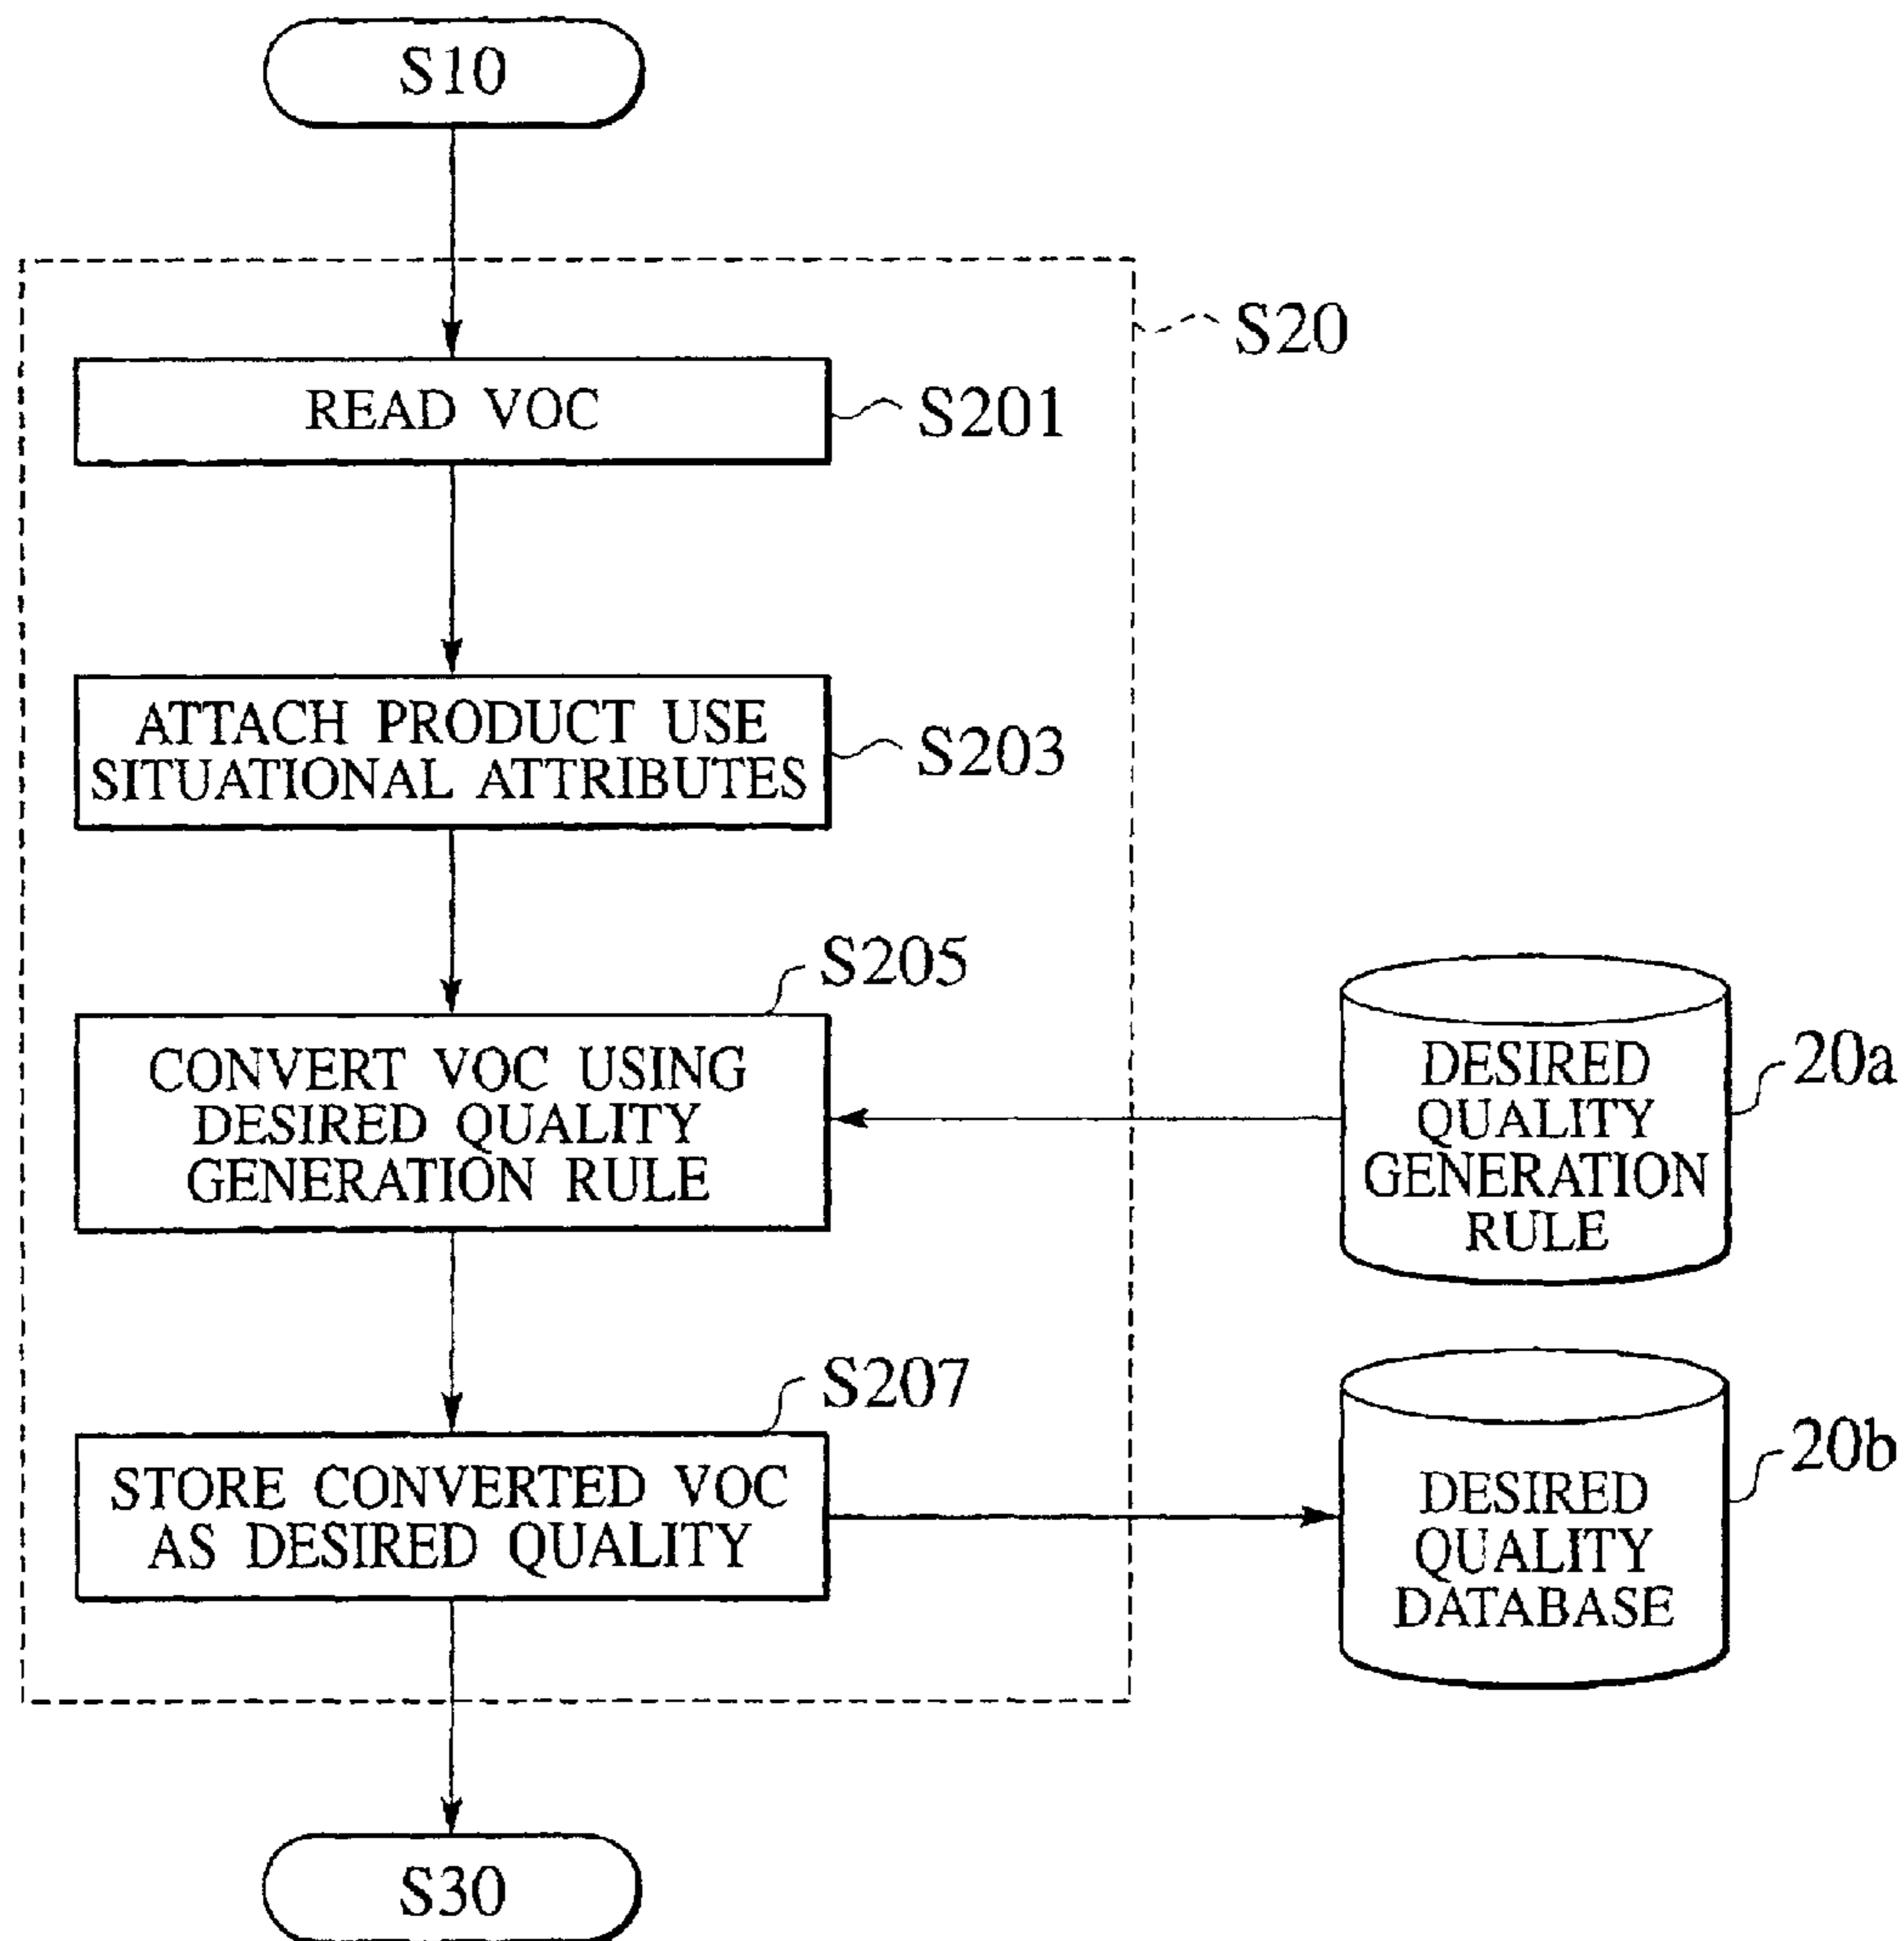 S10
S20
READ VOC
S201
ATTACH PRODUCT USE
SITUATIONAL ATTRIBUTES
S203
S205
CONVERT VOC USING
DESIRED QUALITY
GENERATION RULE
DESIRED
QUALITY
GENERATION
RULE
20a
S207
STORE CONVERTED VOC
AS DESIRED QUALITY
DESIRED
QUALITY
DATABASE
20b
S30